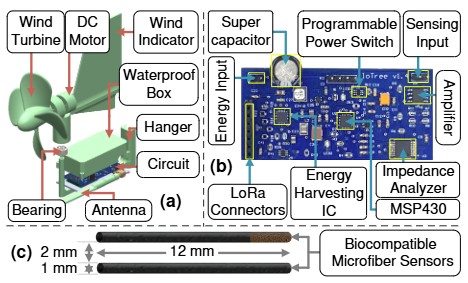 Wind
Turbine
DC
Motor
Wind
Indicator
Waterproof
Box
Hanger
Circuit
Bearing
Antenna
(a)
Super
capacitor
Programmable
Power Switch
Sensing
Input
Energy Input
Amplifier
IoTree v1.
(b)
LoRa
Connectors
Energy
Harvesting
IC
Impedance
Analyzer
MSP430
(c)
2 mm
12 mm
1 mm
Biocompatible
Microfiber Sensors